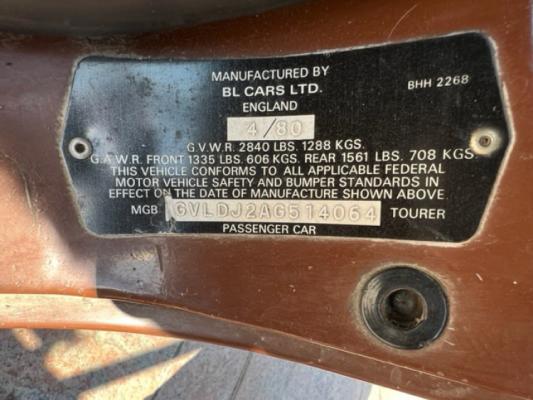 MANUFACTURED BY
BL CARS LTD.
ENGLAND
BHH 2268
4/80
G.V.W.R. 2840 LBS. 1288 KGS.
G.A.W.R. FRONT 1335 LBS. 606 KGS. REAR 1561 LBS. 708 KGS
THIS VEHICLE CONFORMS TO ALL APPLICABLE FEDERAL
MOTOR VEHICLE SAFETY AND BUMPER STANDARDS IN
EFFECT ON THE DATE OF MANUFACTURE SHOWN ABOVE.
MGB GVLDJ2AG514064 TOURER
PASSENGER CAR